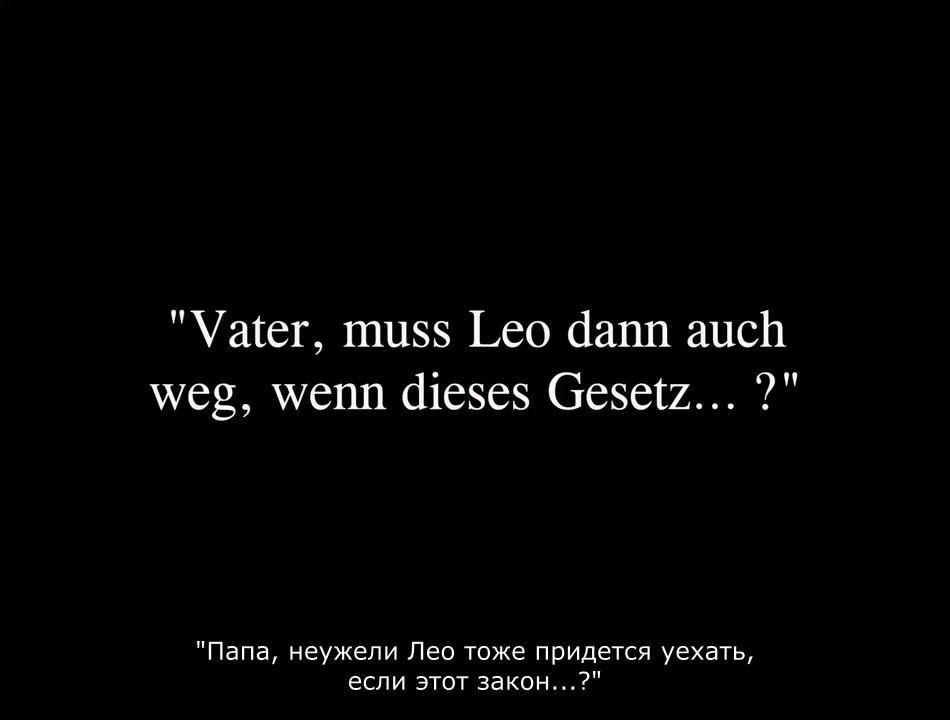 "Vater, muss Leo dann auch
weg, wenn dieses Gesetz... ?"
"Папа, неужели Лео тоже придется уехать,
если этот закон...?"